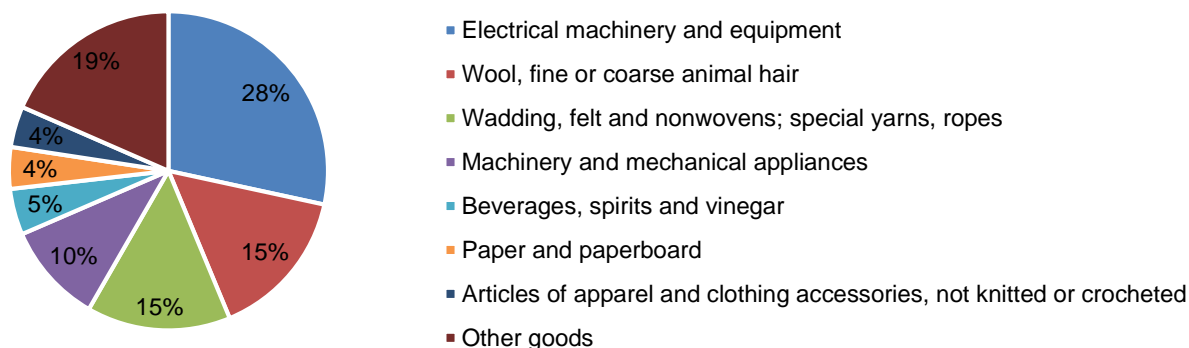 19%
28%
4%
4%
5%
10%
15%
15%
Electrical machinery and equipment
Wool, fine or coarse animal hair
Wadding, felt and nonwovens; special yarns, ropes
Machinery and mechanical appliances
Beverages, spirits and vinegar
Paper and paperboard
Articles of apparel and clothing accessories, not knitted or crocheted
Other goods